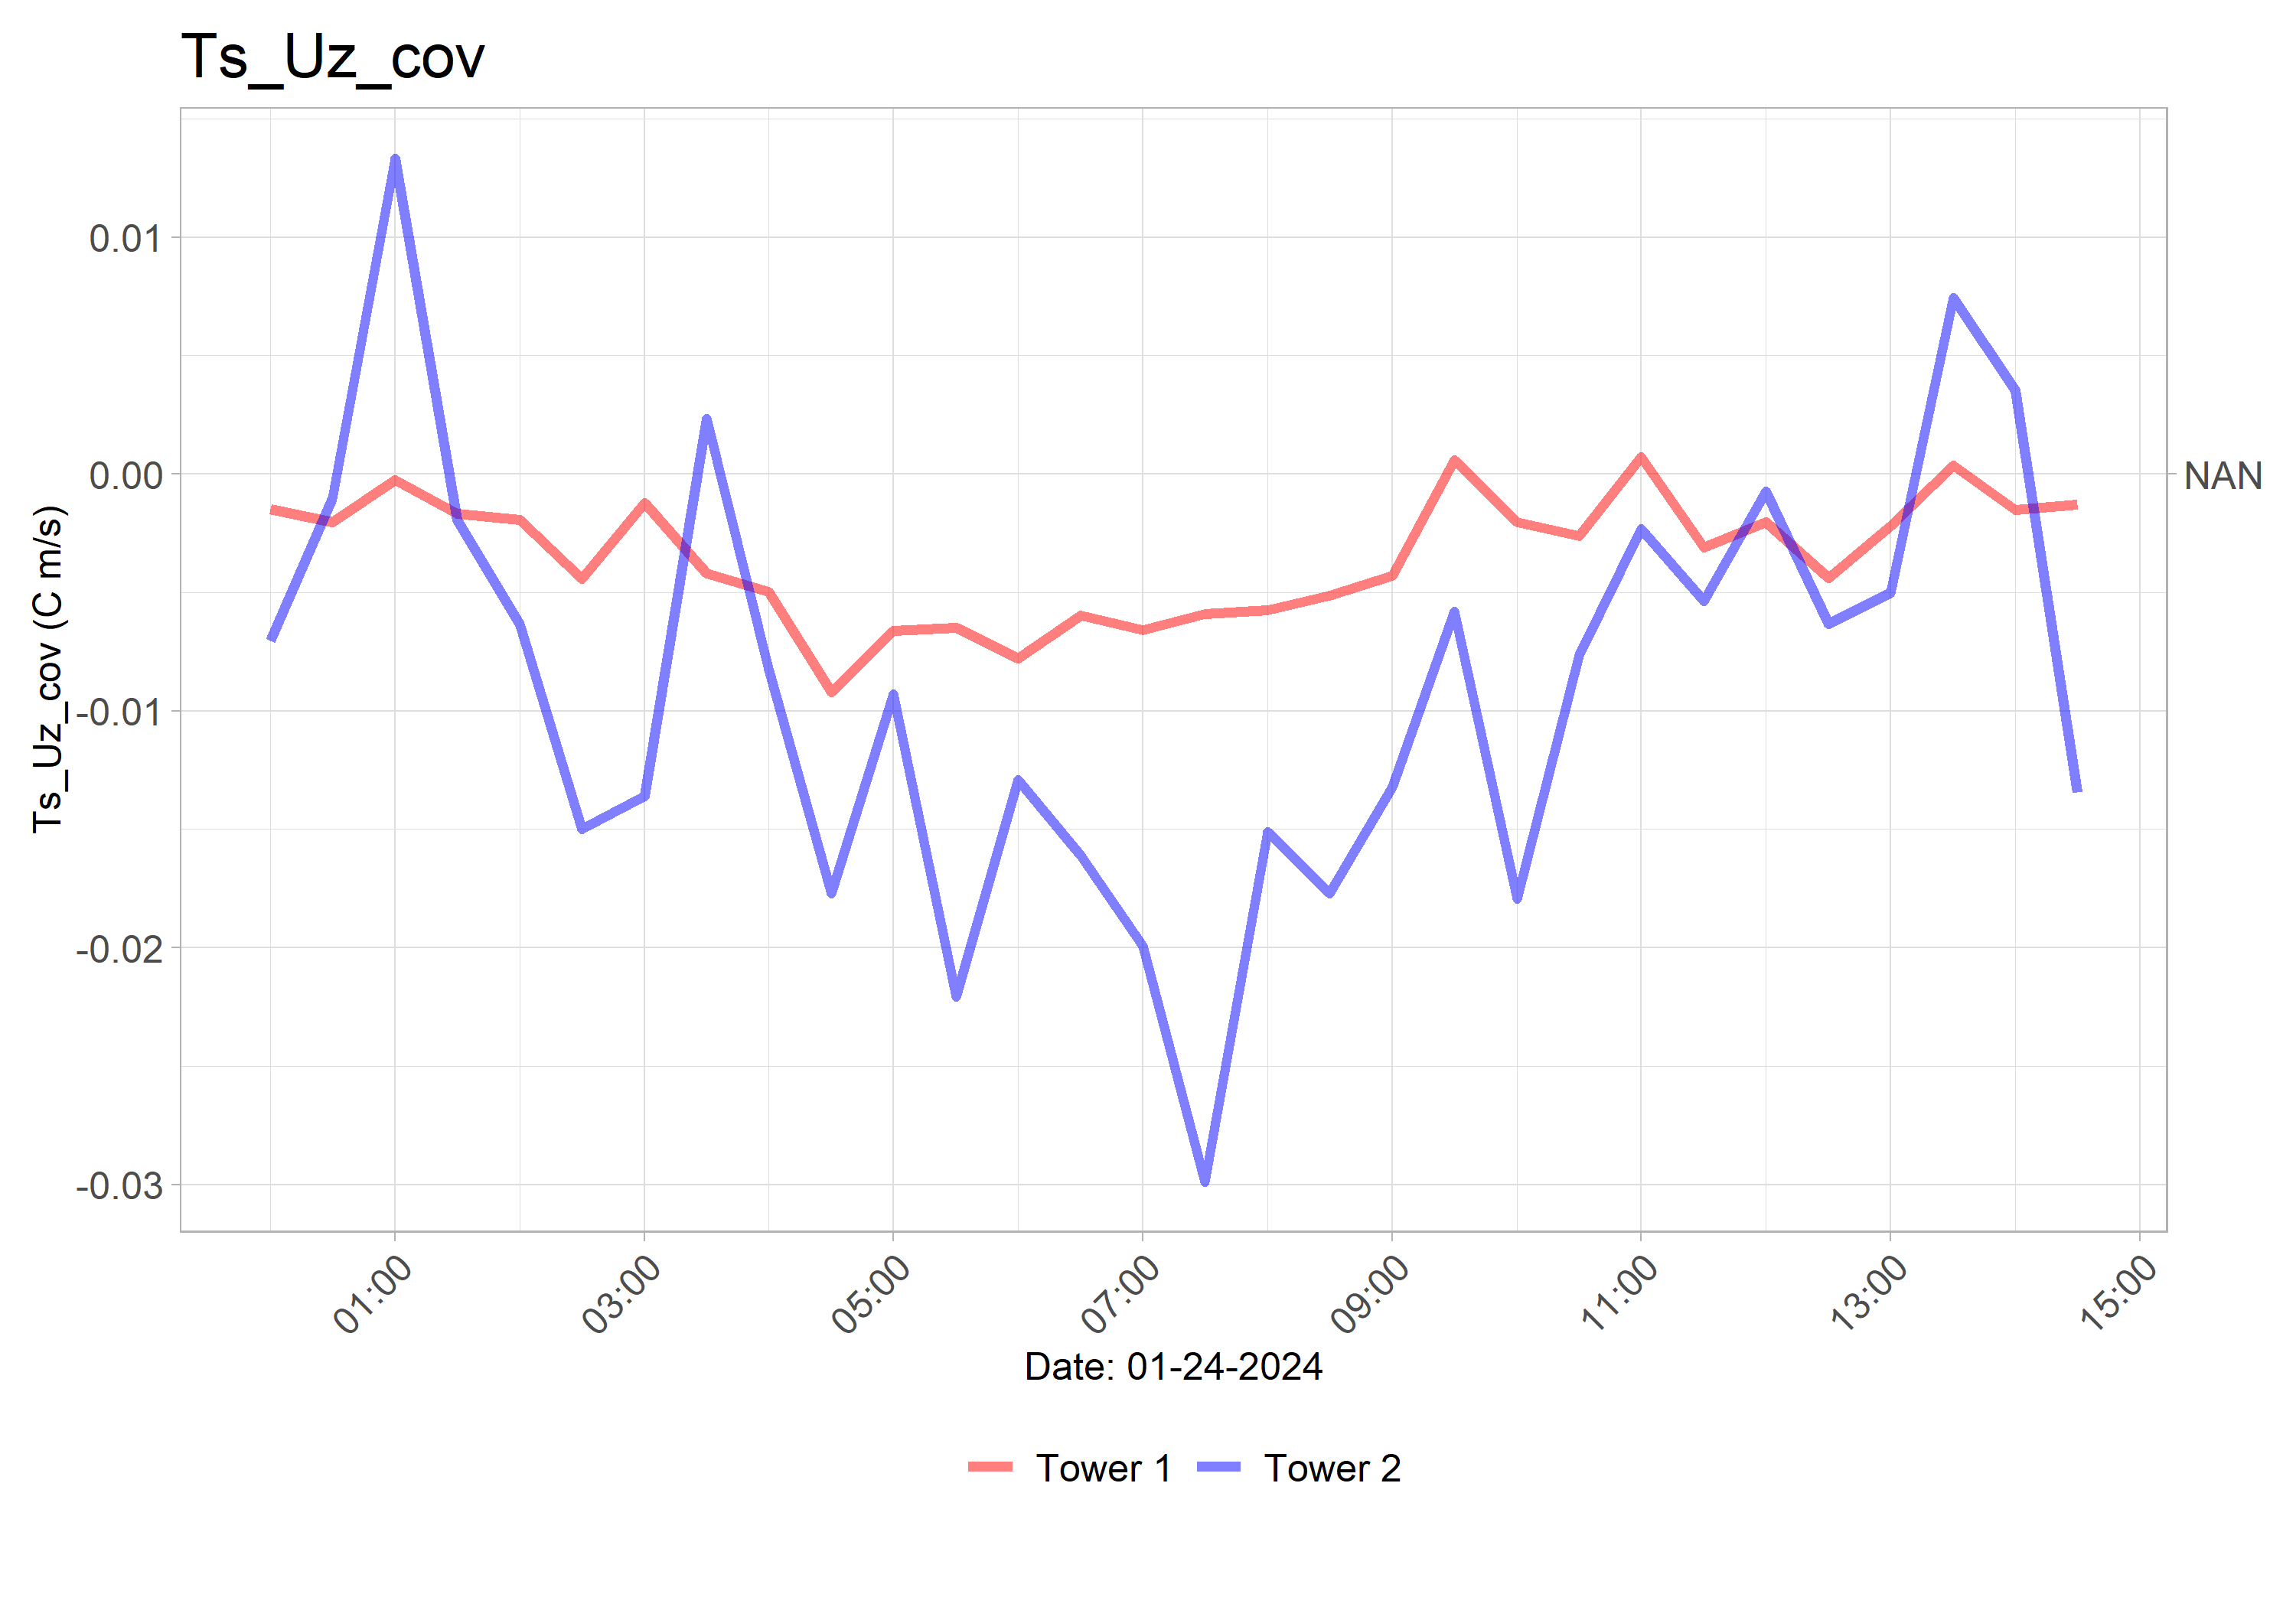 Ts_Uz_cov
Ts_Uz_cov (C m/s)
0.01
0.00
-0.01
-0.02
-0.03
NAN
01:00
03:00
05:00
07:00
09:00
11:00
13:00
15:00
Date: 01-24-2024
Tower 1
Tower 2